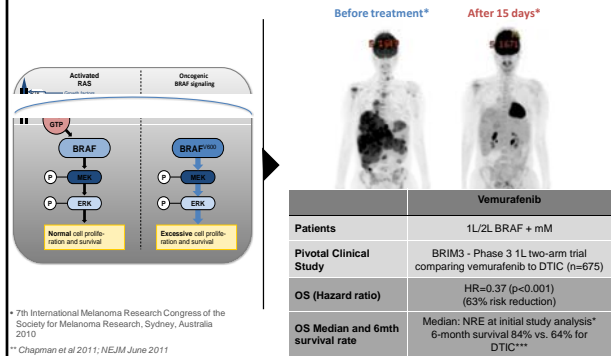 Before treatment*
After 15 days*
Activated
RAS
Oncogenic
BRAF signaling
GTP
BRAF
BRAFV600
P
MEK
P
MEK
P
ERK
P
ERK
Normal cell prolife-
ration and survival
Excessive cell prolife-
ration and survival
Vemurafenib
Patients
1L/2L BRAF + mM
Pivotal Clinical
Study
BRIM3 - Phase 3 1L two-arm trial
comparing vemurafenib to DTIC (n=675)
OS (Hazard ratio)
HR=0.37 (p<0.001)
(63% risk reduction)
OS Median and 6mth
survival rate
Median: NRE at initial study analysis*
6-month survival 84% vs. 64% for
DTIC***
• 7th International Melanoma Research Congress of the
Society for Melanoma Research, Sydney, Australia
2010
** Chapman et al 2011; NEJM June 2011